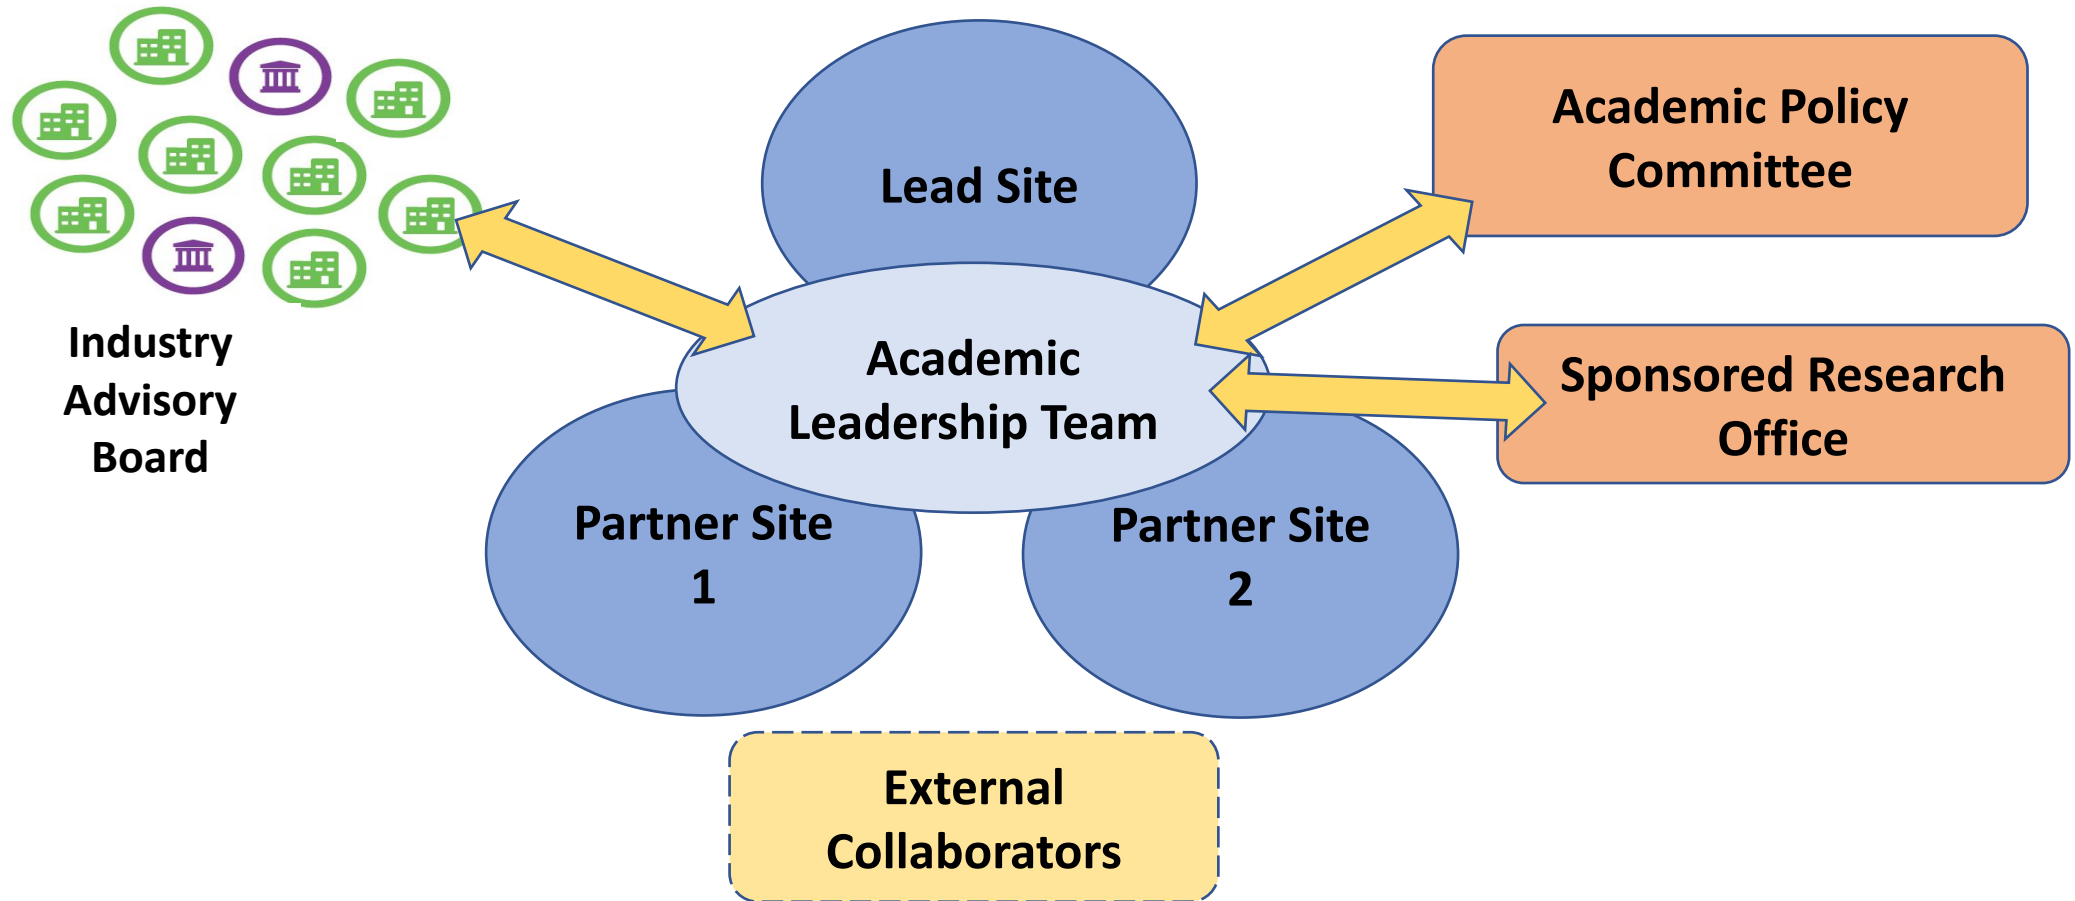 Industry
Advisory
Board
Lead Site
Academic
Leadership Team
Partner Site
1
Partner Site
2
Academic Policy
Committee
Sponsored Research
Office
External
Collaborators